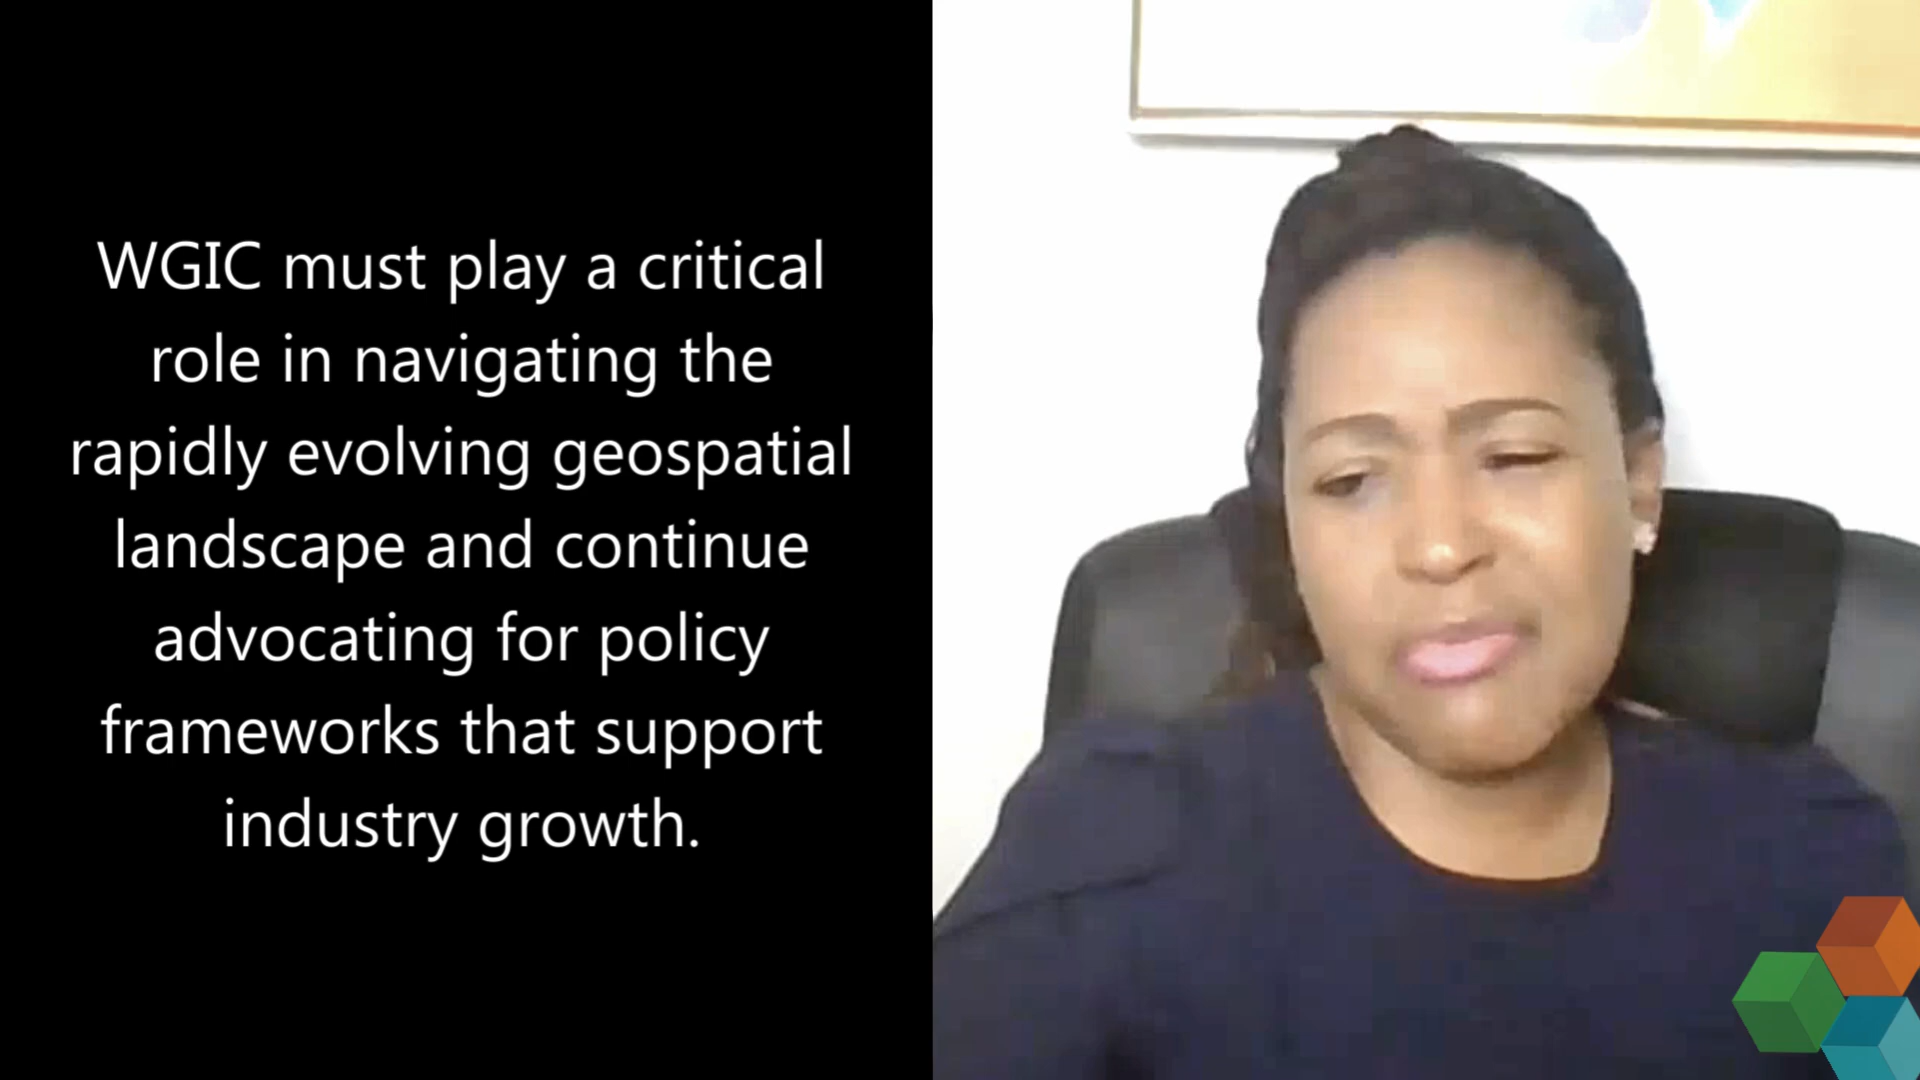 WGIC must play a critical
role in navigating the
rapidly evolving geospatial
landscape and continue
advocating for policy
frameworks that support
industry growth.